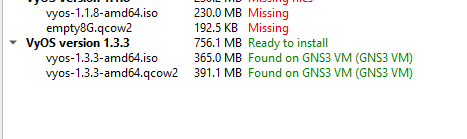 vyos-1.1.8-amd64.iso 230.0 MB Missing
empty8G.qcow2 192.5 KB Missing
VyOS version 1.3.3 756.1 MB Ready to install
vyos-1.3.3-amd64.iso 365.0 MB Found on GNS3 VM (GNS3 VM)
vyos-1.3.3-amd64.qcow2 391.1 MB Found on GNS3 VM (GNS3 VM)